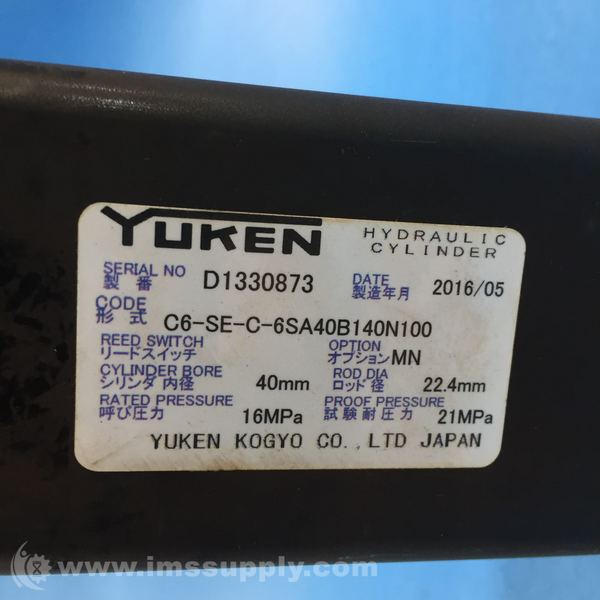 YUKEN HYDRAULIC CYLINDER
SERIAL NO
製番 D1330873 DATE
製造年月 2016/05
CODE
形式 C6-SE-C-6SA40B140N100
REED SWITCH
リードスイッチ
OPTION
オプション MN
CYLINDER BORE
シリンダ内径 40mm
ROD DIA
ロッド径 22.4mm
RATED PRESSURE
呼び圧力 16MPa
PROOF PRESSURE
試験耐圧力 21MPa
YUKEN KOGYO CO.,LTD JAPAN
www.imssupply.com